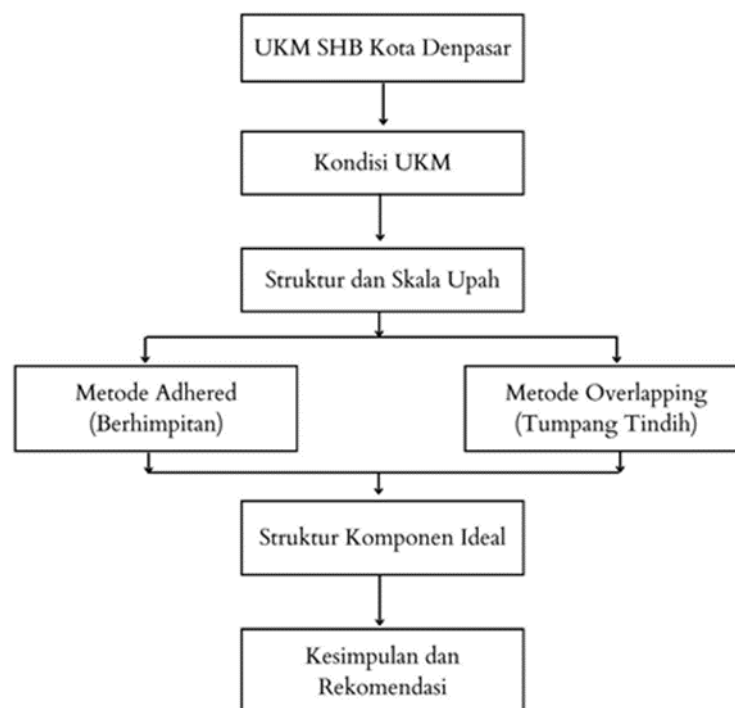 UKM SHB Kota Denpasar
Kondisi UKM
Struktur dan Skala Upah
Metode Adhered
(Berhimpitan)
Metode Overlapping
(Tumpang Tindih)
Struktur Komponen Ideal
Kesimpulan dan
Rekomendasi